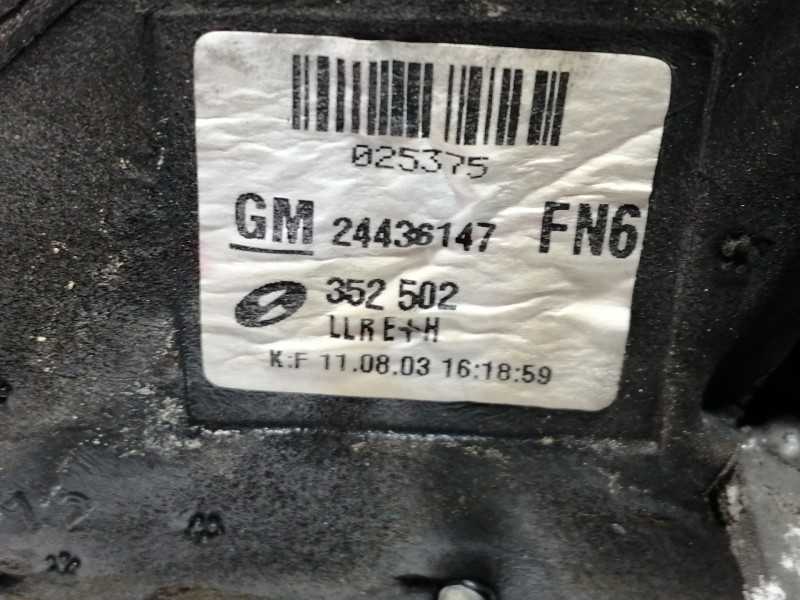 025375
GM 24436147 FN6
352 502
LLRE+H
K:F 11.08.03 16:18:59